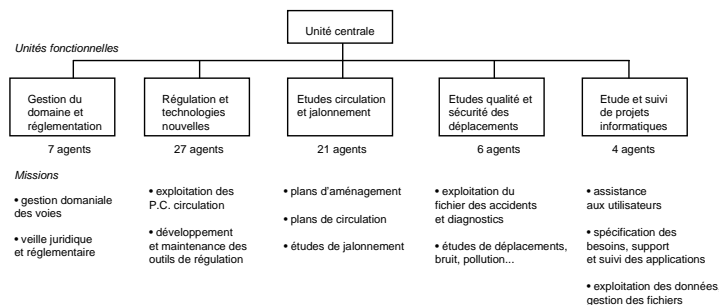 Unité centrale
Unités fonctionnelles
Gestion du
domaine et
réglementation
Régulation et
technologies
nouvelles
Etudes circulation
et jalonnement
Etudes qualité et
sécurité des
déplacements
Etude et suivi
de projets
informatiques
7 agents
27 agents
21 agents
6 agents
4 agents
Missions
• gestion domaniale
des voies
• veille juridique
et réglementaire
• exploitation des
P.C. circulation
• développement
et maintenance des
outils de régulation
• plans d'aménagement
• plans de circulation
• études de jalonnement
• exploitation du
fichier des accidents
et diagnostics
• études de déplacements,
bruit, pollution...
• assistance
aux utilisateurs
• spécification des
besoins, support
et suivi des applications
• exploitation des données
gestion des fichiers